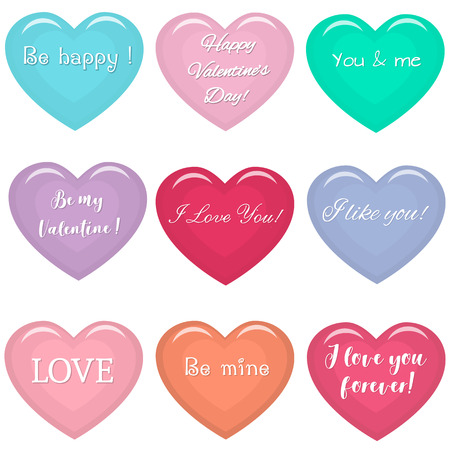 Be happy !
Happy
Valentine's
Day!
You & me
Be my
Valentine !
I Love You!
I like you!
LOVE
Be mine
I love you
forever!